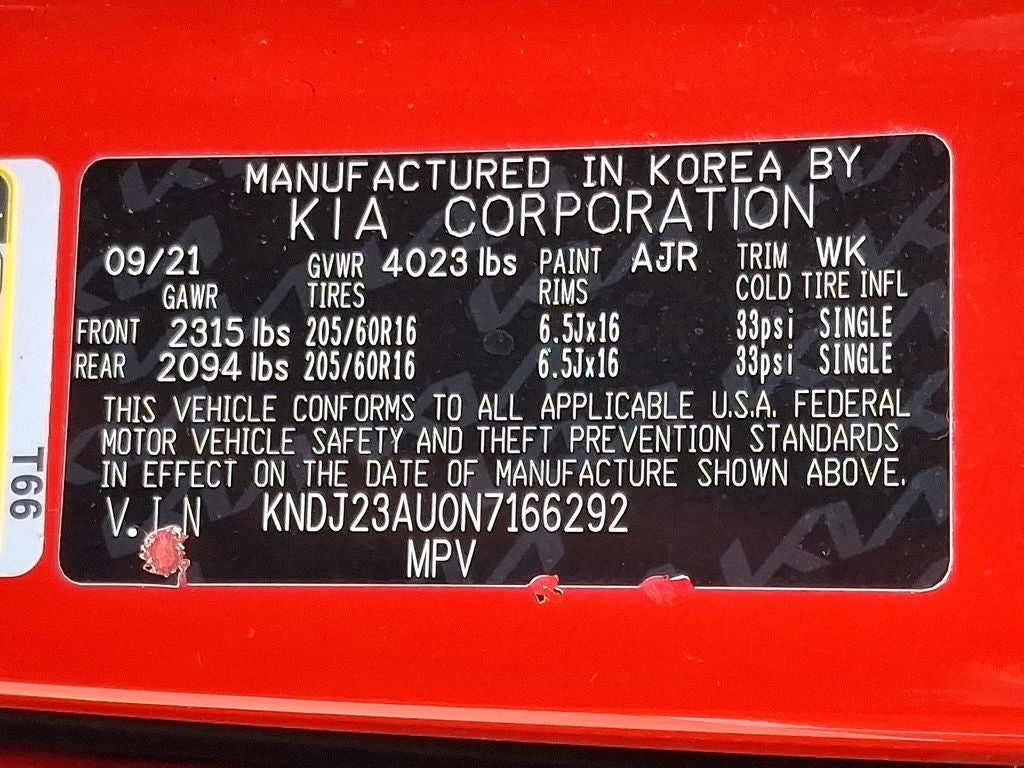 MANUFACTURED IN KOREA BY
KIA CORPORATION
09/21 GVWR 4023 lbs PAINT AJR TRIM WK
GAWR TIRES RIMS COLD TIRE INFL
FRONT 2315 lbs 205/60R16 6.5Jx16 33psi SINGLE
REAR 2094 lbs 205/60R16 6.5Jx16 33psi SINGLE
THIS VEHICLE CONFORMS TO ALL APPLICABLE U.S.A. FEDERAL
MOTOR VEHICLE SAFETY AND THEFT PREVENTION STANDARDS
IN EFFECT ON THE DATE OF MANUFACTURE SHOWN ABOVE.
V.I.N KNDJ23AU0N7166292
MPV
T66